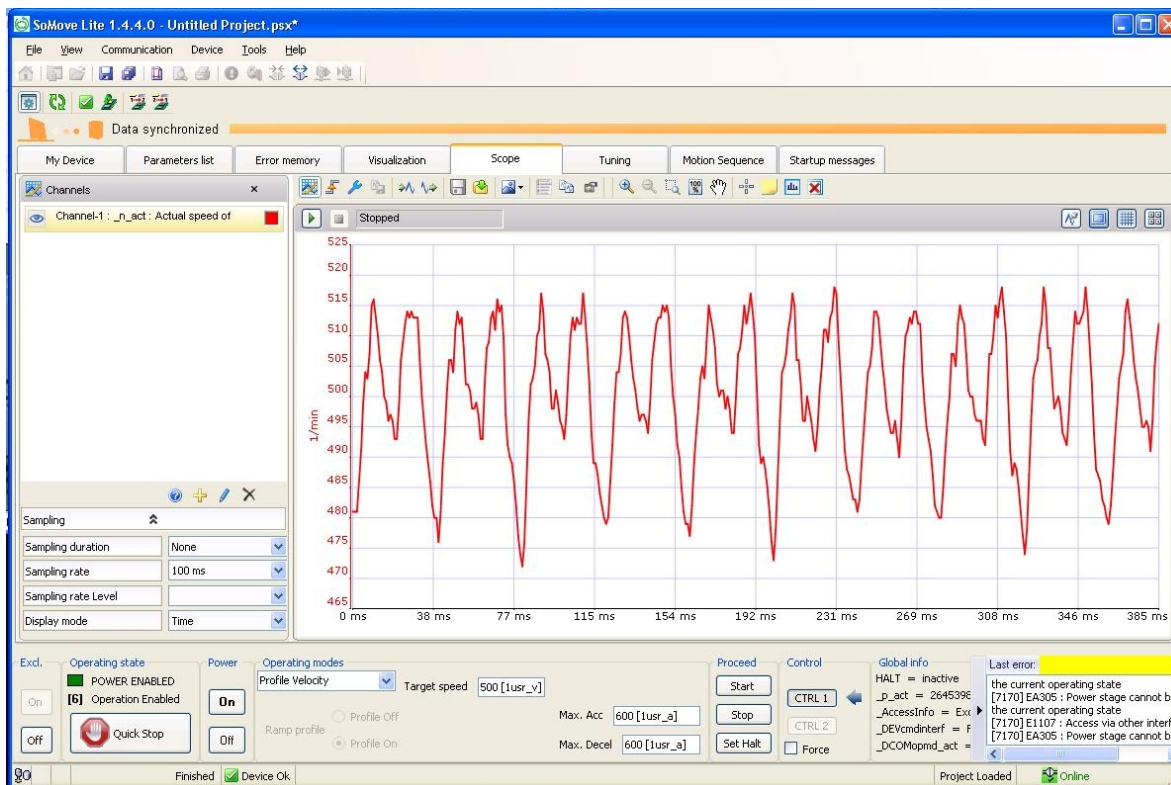 SoMove Lite 1.4.4.0 - Untitled Project.psx*
File View Communication Device Tools Help
Data synchronized
My Device Parameters list Error memory Visualization Scope Tuning Motion Sequence Startup messages
Channels
Channel-1 : _n_act : Actual speed of
Stopped
525
520
515
510
505
500
495
490
485
480
475
470
465
1/min
0 ms 38 ms 77 ms 115 ms 154 ms 192 ms 231 ms 269 ms 308 ms 346 ms 385 ms
Sampling
Sampling duration None
Sampling rate 100 ms
Sampling rate Level
Display mode Time
Excl. Operating state Power Operating modes Proceed Control Global info Last error:
On
Off
POWER ENABLED
[6] Operation Enabled
Quick Stop
On
Off
Profile Velocity
Target speed 500 [1usr_v]
Ramp profile
Profile Off
Profile On
Max. Acc 600 [1usr_a]
Max. Decel 600 [1usr_a]
Start
Stop
Set Halt
CTRL 1
CTRL 2
Force
HALT = inactive
_p_act = 2645398
_AccessInfo = Exc
_DEVcmdinterf = F
_DCOMopmd_act =
the current operating state
[7170] EA305 : Power stage cannot b
the current operating state
[7170] E1107 : Access via other interf
[7170] EA305 : Power stage cannot b
Finished Device Ok Project Loaded Online